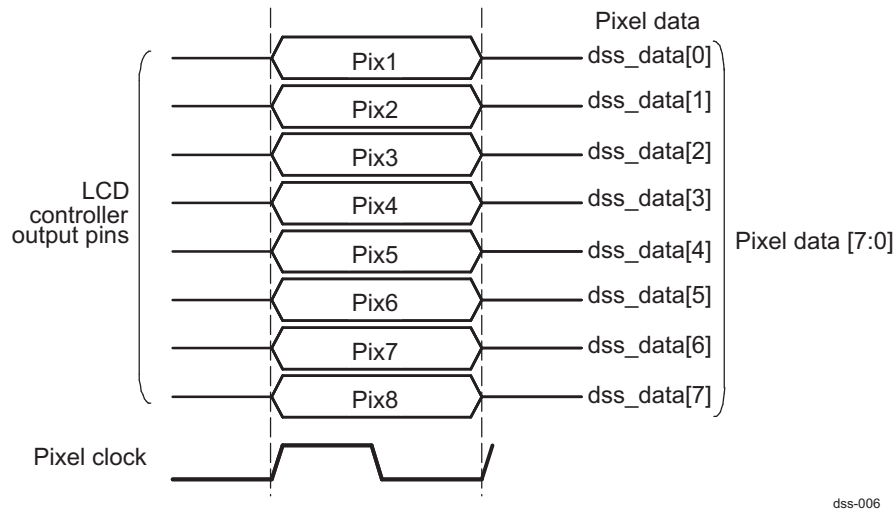 Pixel data
Pix1 dss_data[0]
Pix2 dss_data[1]
Pix3 dss_data[2]
LCD
controller
output pins
Pix4 dss_data[3]
Pix5 dss_data[4]
Pixel data [7:0]
Pix6 dss_data[5]
Pix7 dss_data[6]
Pix8 dss_data[7]
Pixel clock
dss-006